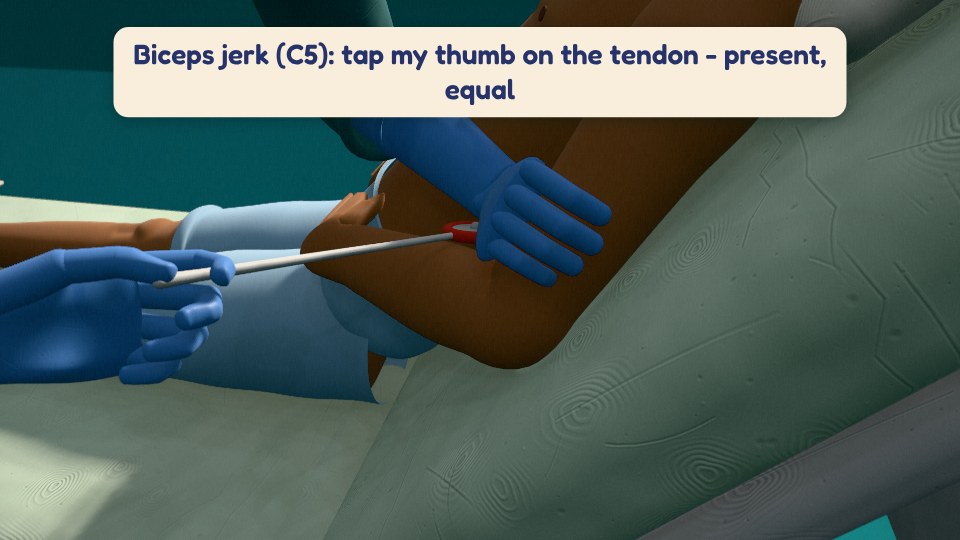 Biceps jerk (C5): tap my thumb on the tendon - present,
equal